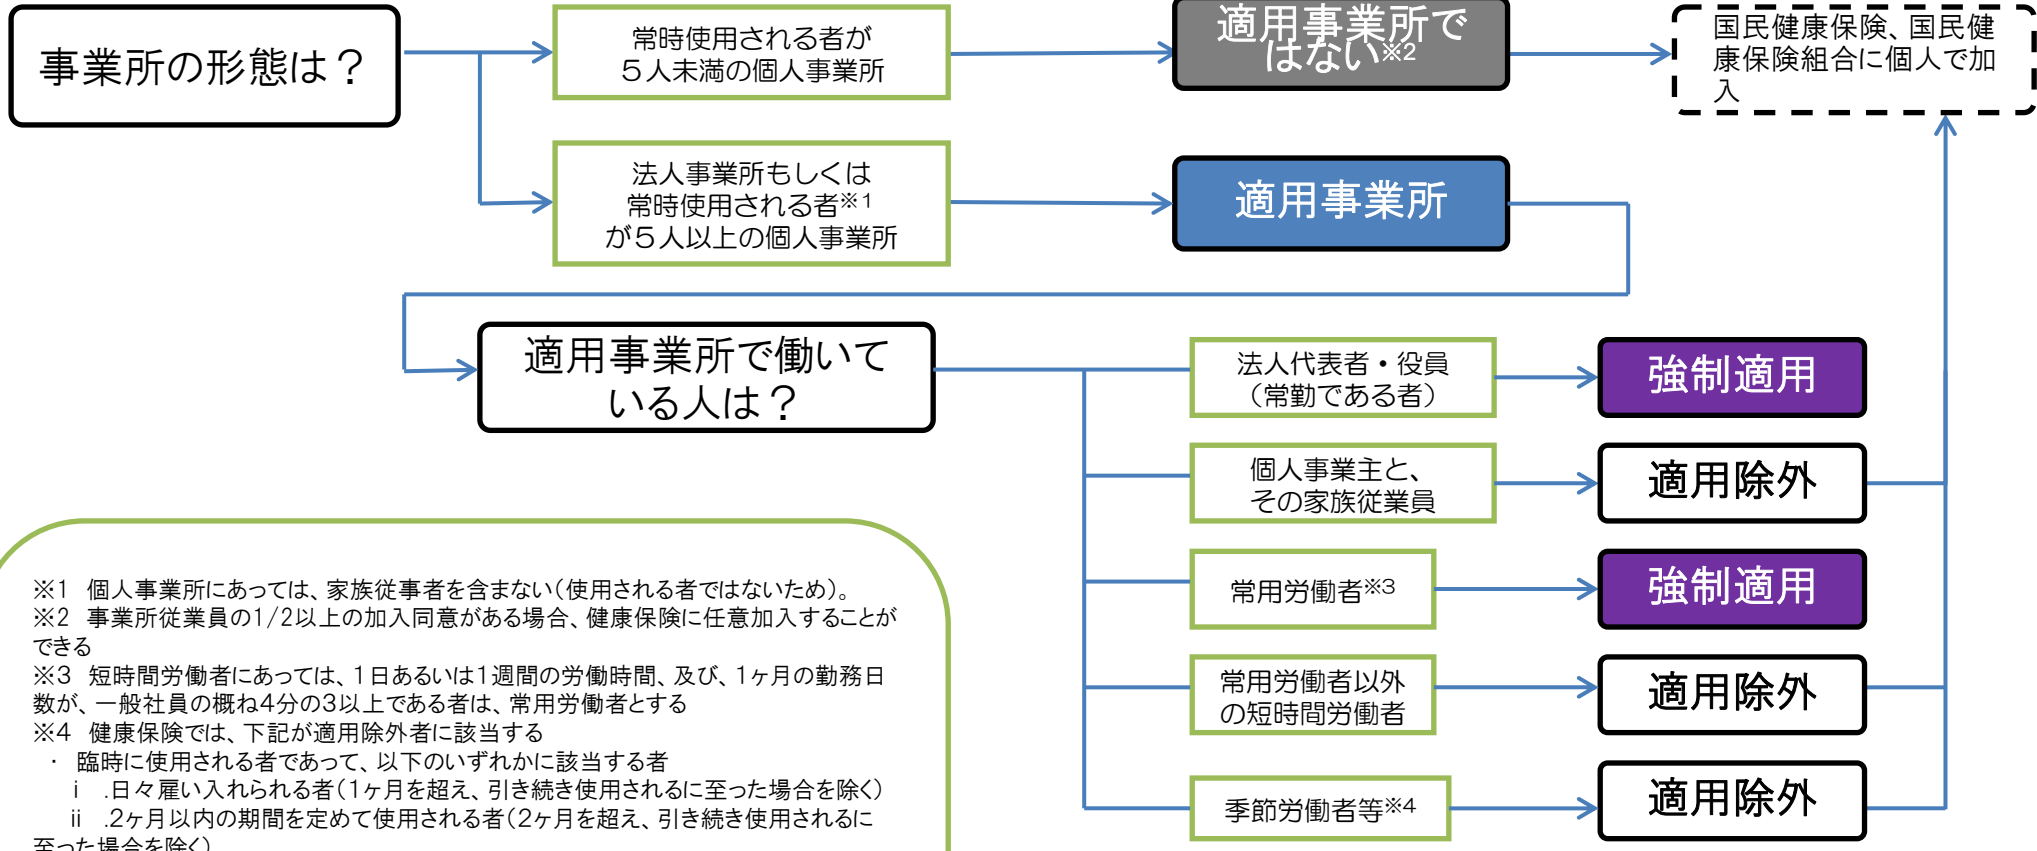 事業所の形態は？
常時使用される者が
５人未満の個人事業所
適用事業所で
はない※2
国民健康保険、国民健
康保険組合に個人で加
入
法人事業所もしくは
常時使用される者※1
が５人以上の個人事業所
適用事業所
適用事業所で働いて
いる人は？
法人代表者・役員
（常勤である者）
強制適用
個人事業主と、
その家族従業員
適用除外
常用労働者※3
強制適用
常用労働者以外
の短時間労働者
適用除外
季節労働者等※4
適用除外
※1　個人事業所にあっては、家族従事者を含まない（使用される者ではないため）。
※2　事業所従業員の1/2以上の加入同意がある場合、健康保険に任意加入することが
できる
※3　短時間労働者にあっては、1日あるいは1週間の労働時間、及び、1ヶ月の勤務日
数が、一般社員の概ね4分の3以上である者は、常用労働者とする
※4　健康保険では、下記が適用除外者に該当する
・　臨時に使用される者であって、以下のいずれかに該当する者
ⅰ　.日々雇い入れられる者（1ヶ月を超え、引き続き使用されるに至った場合を除く）
ⅱ　.2ヶ月以内の期間を定めて使用される者（2ヶ月を超え、引き続き使用されるに
至った場合を除く）